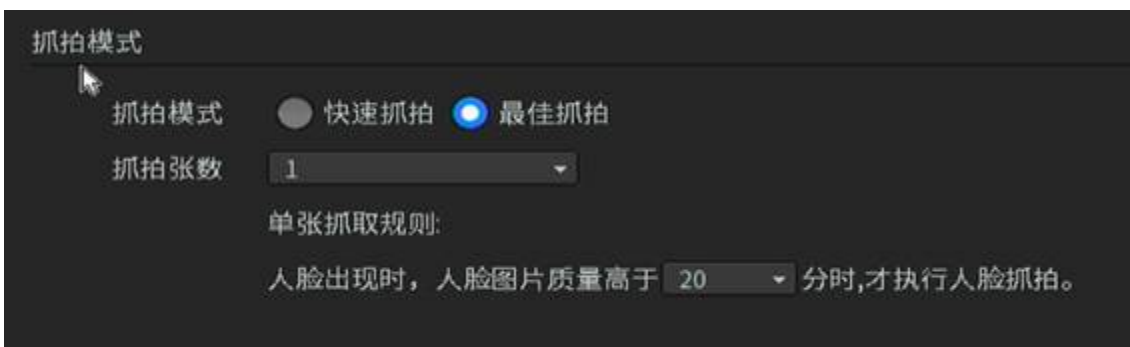 抓拍模式
抓拍模式 快速抓拍 最佳抓拍
抓拍张数 1
单张抓取规则:
人脸出现时，人脸图片质量高于 20 分时,才执行人脸抓拍。